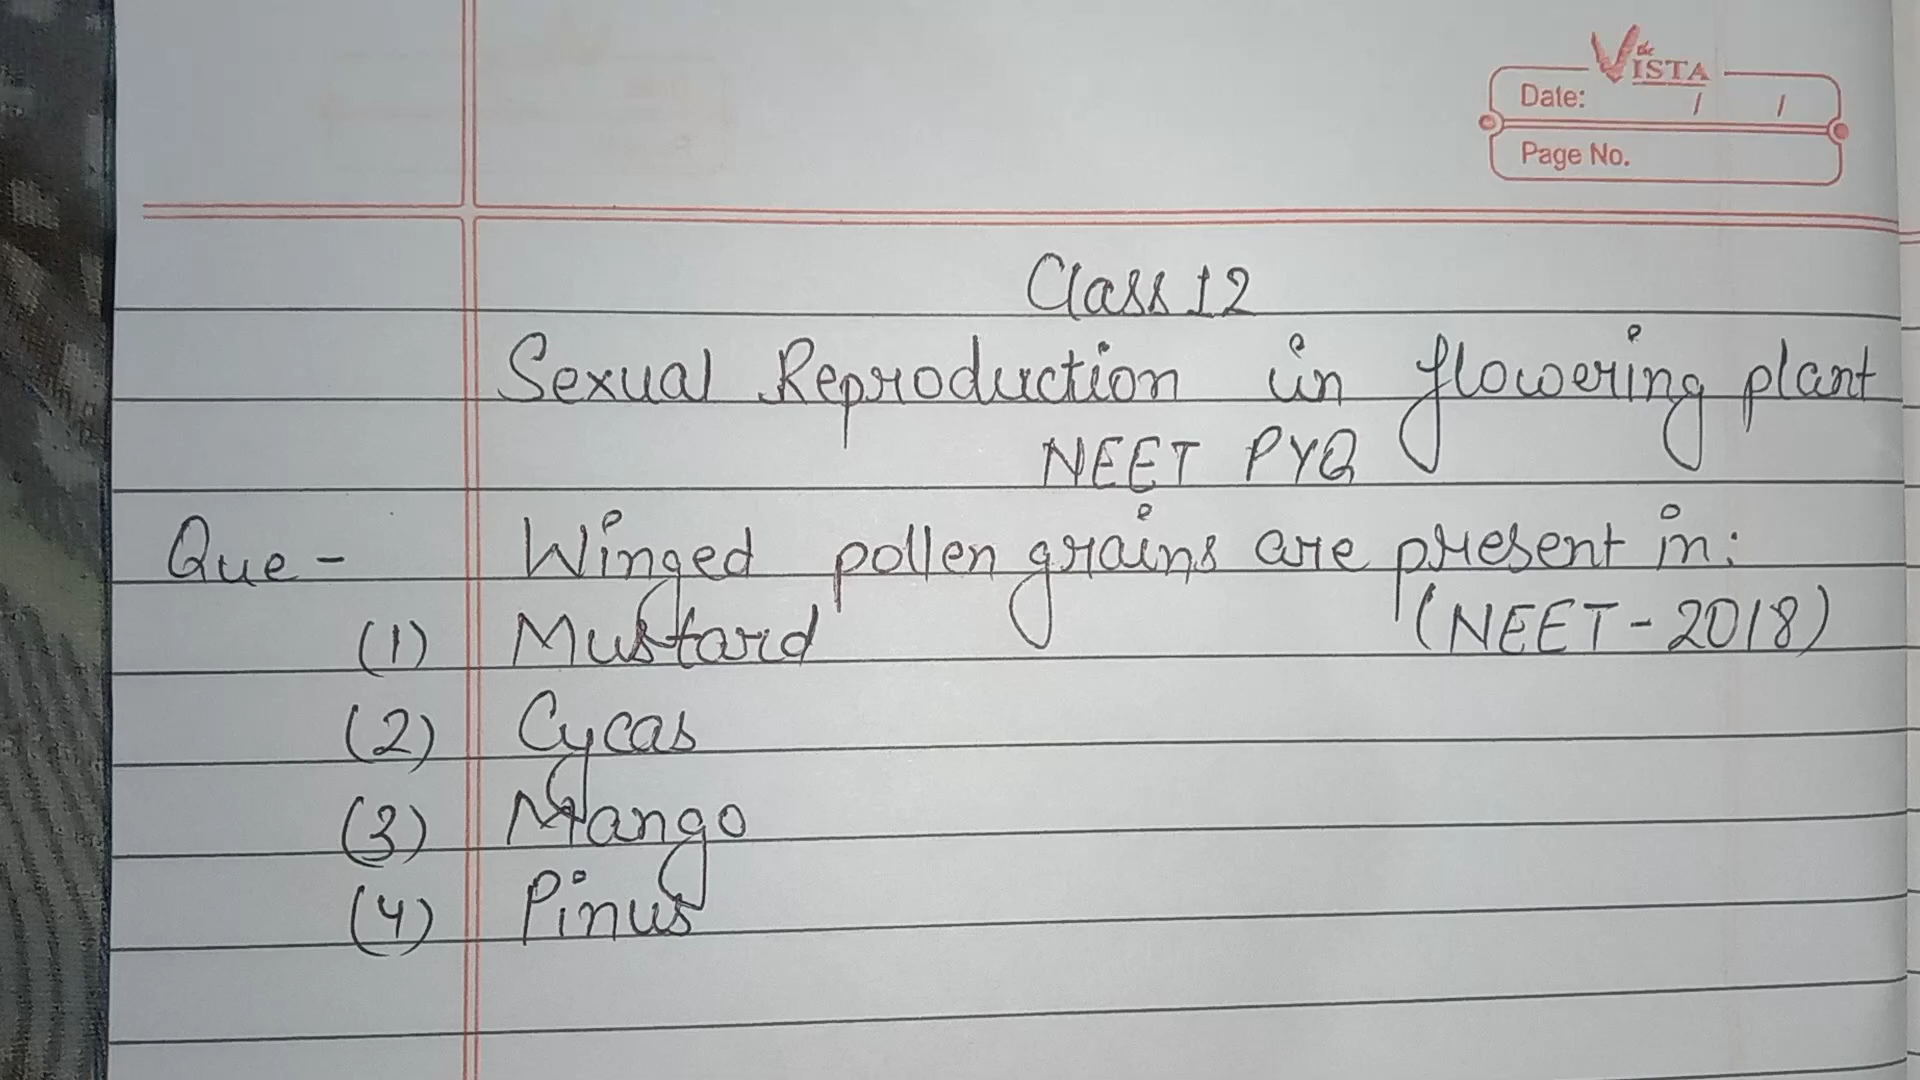 the VISTA
Date: / /
Page No.
Class 12
Sexual Reproduction in flowering plant
NEET PYQ
Que - Winged pollen grains are present in:
(1) Mustard (NEET-2018)
(2) Cycas
(3) Mango
(4) Pinus